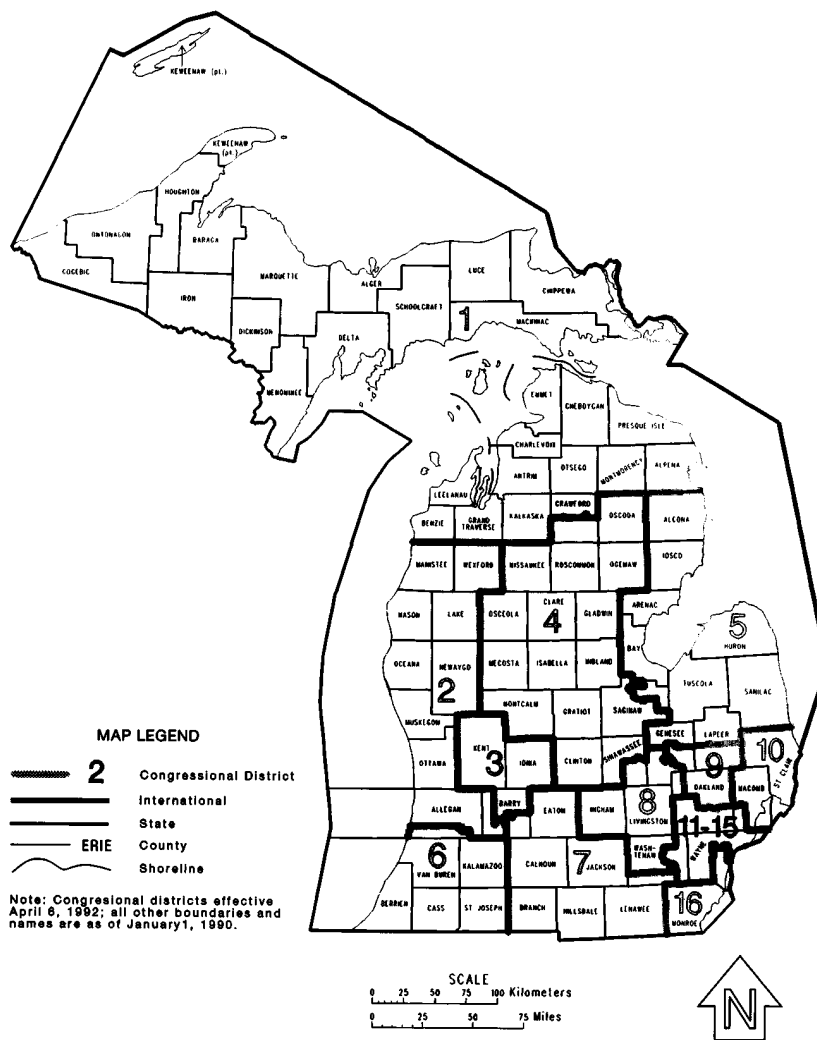 KEWEENAW (pt.)
KEWEENAW
(pt.)
HOUGHTON
ONTONAGON
BARAGA
GOGEBIC
MARQUETTE
ALGER
LUCE
CHIPPEWA
IRON
SCHOOLCRAFT
1
MACKINAC
DICKINSON
DELTA
MENOMINEE
EMMET
CHEBOYGAN
PRESQUE ISLE
CHARLEVOIX
ANTRIM
OTSEGO
MONTMORENCY
ALPENA
LEELANAU
BENZIE
GRAND
TRAVERSE
KALKASKA
CRAWFORD
OSCODA
ALCONA
MANISTEE
WEXFORD
MISSAUKEE
ROSCOMMON
OGEMAW
IOSCO
MASON
LAKE
OSCEOLA
CLARE
4
GLADWIN
ARENAC
OCEANA
NEWAYGO
2
MECOSTA
ISABELLA
MIDLAND
BAY
5
HURON
TUSCOLA
SANILAC
MUSKEGON
MONTCALM
GRATIOT
SAGINAW
GENESEE
LAPEER
OTTAWA
KENT
3
IONIA
CLINTON
SHIAWASSEE
9
OAKLAND
MACOMB
10
ST CLAIR
ALLEGAN
BARRY
EATON
INGHAM
8
LIVINGSTON
11-15
6
VAN BUREN
KALAMAZOO
CALHOUN
7
JACKSON
WASH-
TENAW
WAYNE
BERRIEN
CASS
ST JOSEPH
BRANCH
HILLSDALE
LENAWEE
16
MONROE
MAP LEGEND
2 Congressional District
International
State
ERIE County
Shoreline
Note: Congresional districts effective
April 6, 1992; all other boundaries and
names are as of January1, 1990.
SCALE
0 25 50 75 100 Kilometers
0 25 50 75 Miles
N